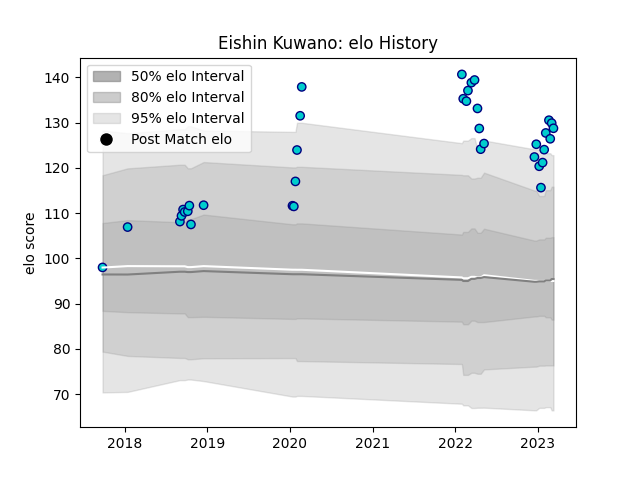 Eishin Kuwano: elo History
50% elo Interval
80% elo Interval
95% elo Interval
Post Match elo
elo score
140
130
120
110
100
90
80
70
2018
2019
2020
2021
2022
2023